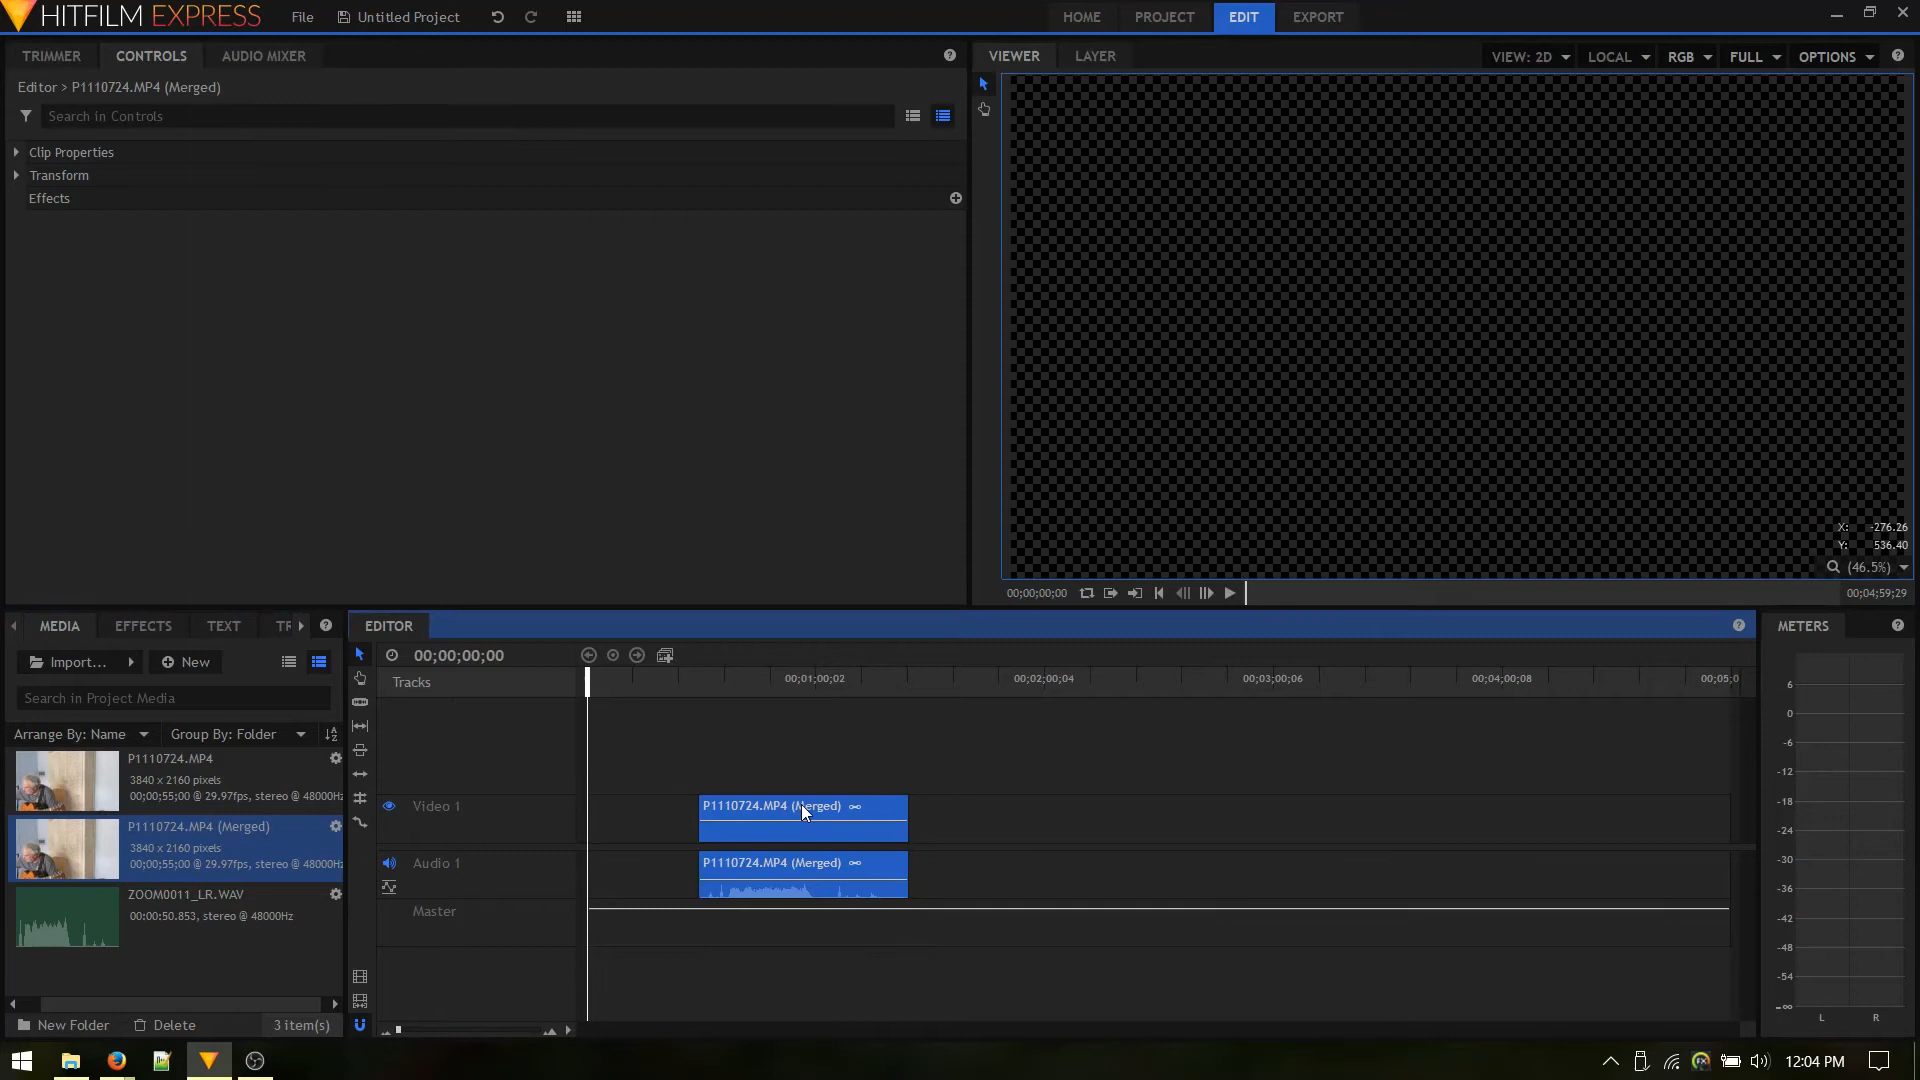 HITFILM EXPRESS File Untitled Project HOME PROJECT EDIT EXPORT
TRIMMER CONTROLS AUDIO MIXER
Editor > P1110724.MP4 (Merged)
Search in Controls
Clip Properties
Transform
Effects
VIEWER LAYER VIEW: 2D LOCAL RGB FULL OPTIONS
X: -276.26
Y: 536.40
(46.5%)
00;00;00;00 00;04;59;29
MEDIA EFFECTS TEXT TR
Import... New
Search in Project Media
Arrange By: Name Group By: Folder
P1110724.MP4
3840 x 2160 pixels
00;00;55;00 @ 29.97fps, stereo @ 48000Hz
P1110724.MP4 (Merged)
3840 x 2160 pixels
00;00;55;00 @ 29.97fps, stereo @ 48000Hz
ZOOM0011_LR.WAV
00:00:50.853, stereo @ 48000Hz
New Folder Delete 3 item(s)
EDITOR
00;00;00;00
Tracks 00;01;00;02 00;02;00;04 00;03;00;06 00;04;00;08 00;05;0
Video 1 P1110724.MP4 (Merged)
Audio 1 P1110724.MP4 (Merged)
Master
METERS
6
0
-6
-12
-18
-24
-30
-36
-42
-48
-54
-∞
L R
12:04 PM